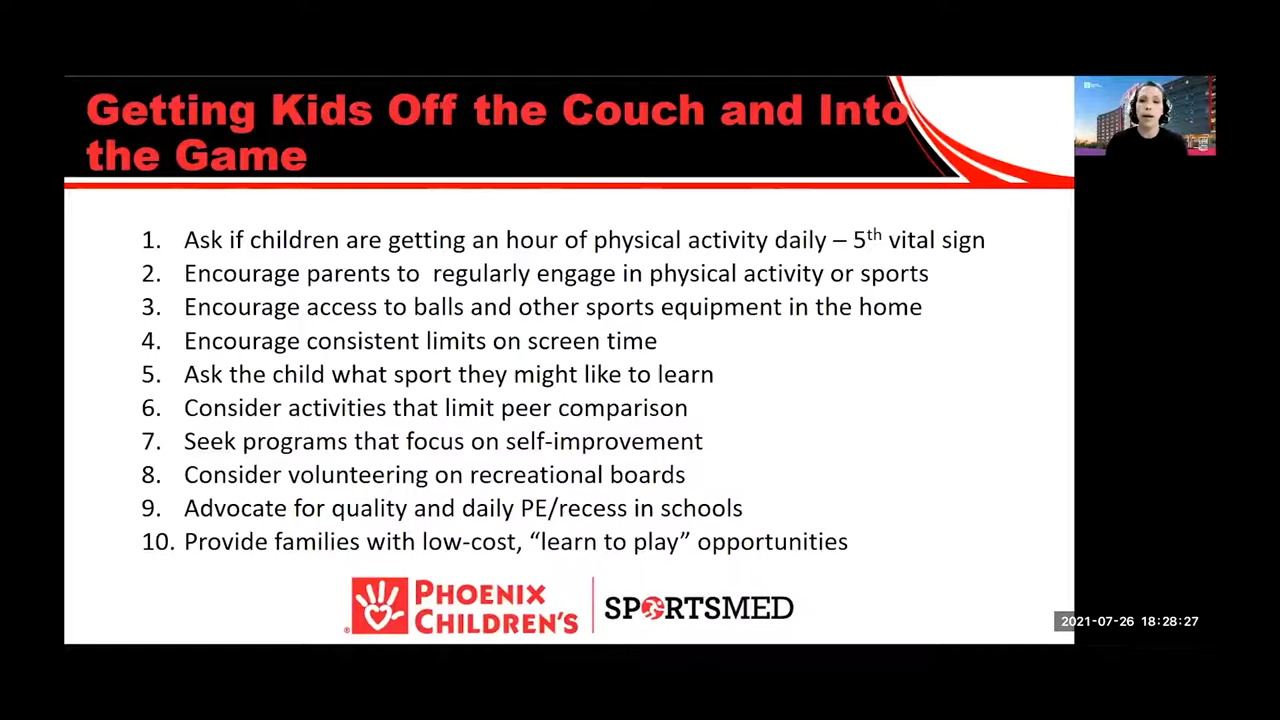 Getting Kids Off the Couch and Into
the Game
1. Ask if children are getting an hour of physical activity daily – 5th vital sign
2. Encourage parents to  regularly engage in physical activity or sports
3. Encourage access to balls and other sports equipment in the home
4. Encourage consistent limits on screen time
5. Ask the child what sport they might like to learn
6. Consider activities that limit peer comparison
7. Seek programs that focus on self-improvement
8. Consider volunteering on recreational boards
9. Advocate for quality and daily PE/recess in schools
10. Provide families with low-cost, “learn to play” opportunities
PHOENIX
CHILDREN'S
®
SPORTSMED
2021-07-26 18:28:27